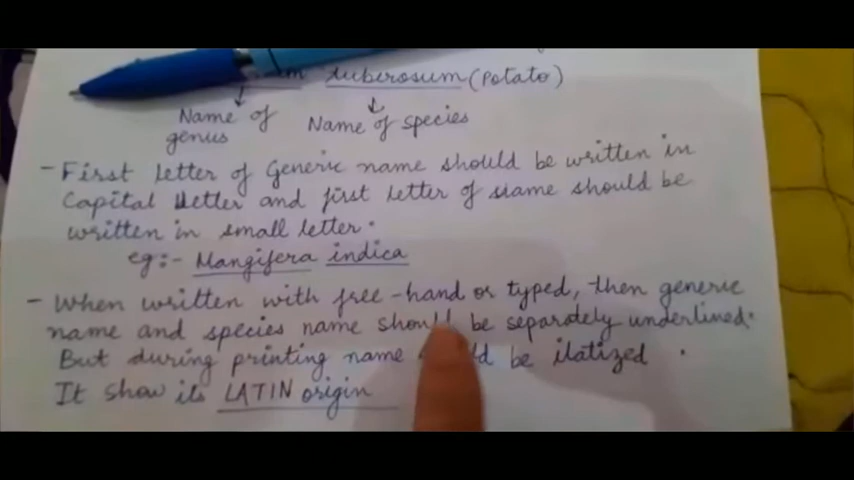 tuberosum (Potato)
Name of genus
Name of species
- First letter of Generic name should be written in
Capital letter and first letter of name should be
written in small letter.
eg:- Mangifera indica
- When written with free-hand or typed, then generic
name and species name should be separately underlined.
But during printing name be ilatized.
It show its LATIN origin